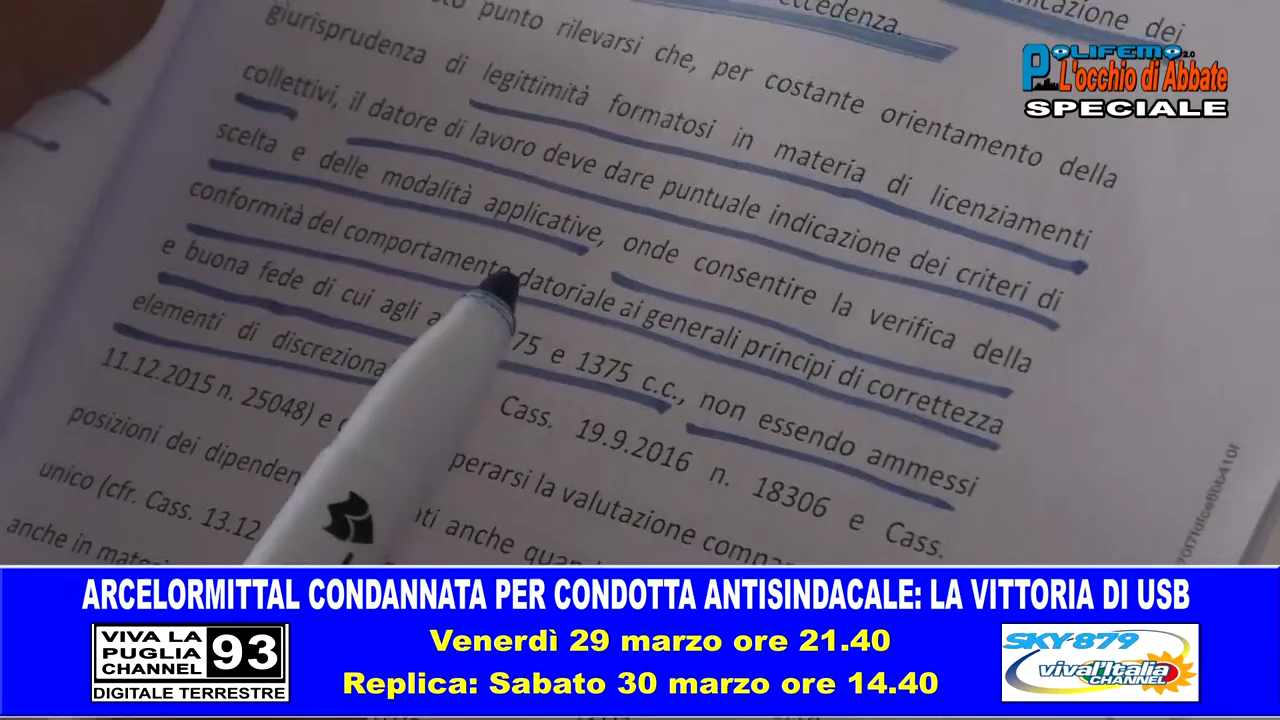 eccedenza.
dei
punto rilevarsi che, per costante orientamento della
giurisprudenza di legittimità formatosi in materia di licenziamenti
collettivi, il datore di lavoro deve dare puntuale indicazione dei criteri di
scelta e delle modalità applicative, onde consentire la verifica della
conformità del comportamento datoriale ai generali principi di correttezza
e buona fede di cui agli 75 e 1375 c.c., non essendo ammessi
elementi di Cass. 19.9.2016 n. 18306 e Cass.
11.12.2015 n. 25048) e perarsi la valutazione
posizioni dei ati anche
unico (cfr. Cass. 13.12
anche in
POLIFEMO 2.0
L'occhio di Abbate
SPECIALE
ARCELORMITTAL CONDANNATA PER CONDOTTA ANTISINDACALE: LA VITTORIA DI USB
VIVA LA
PUGLIA
CHANNEL 93
DIGITALE TERRESTRE
Venerdì 29 marzo ore 21.40
Replica: Sabato 30 marzo ore 14.40
SKY 879
viva l'italia
CHANNEL